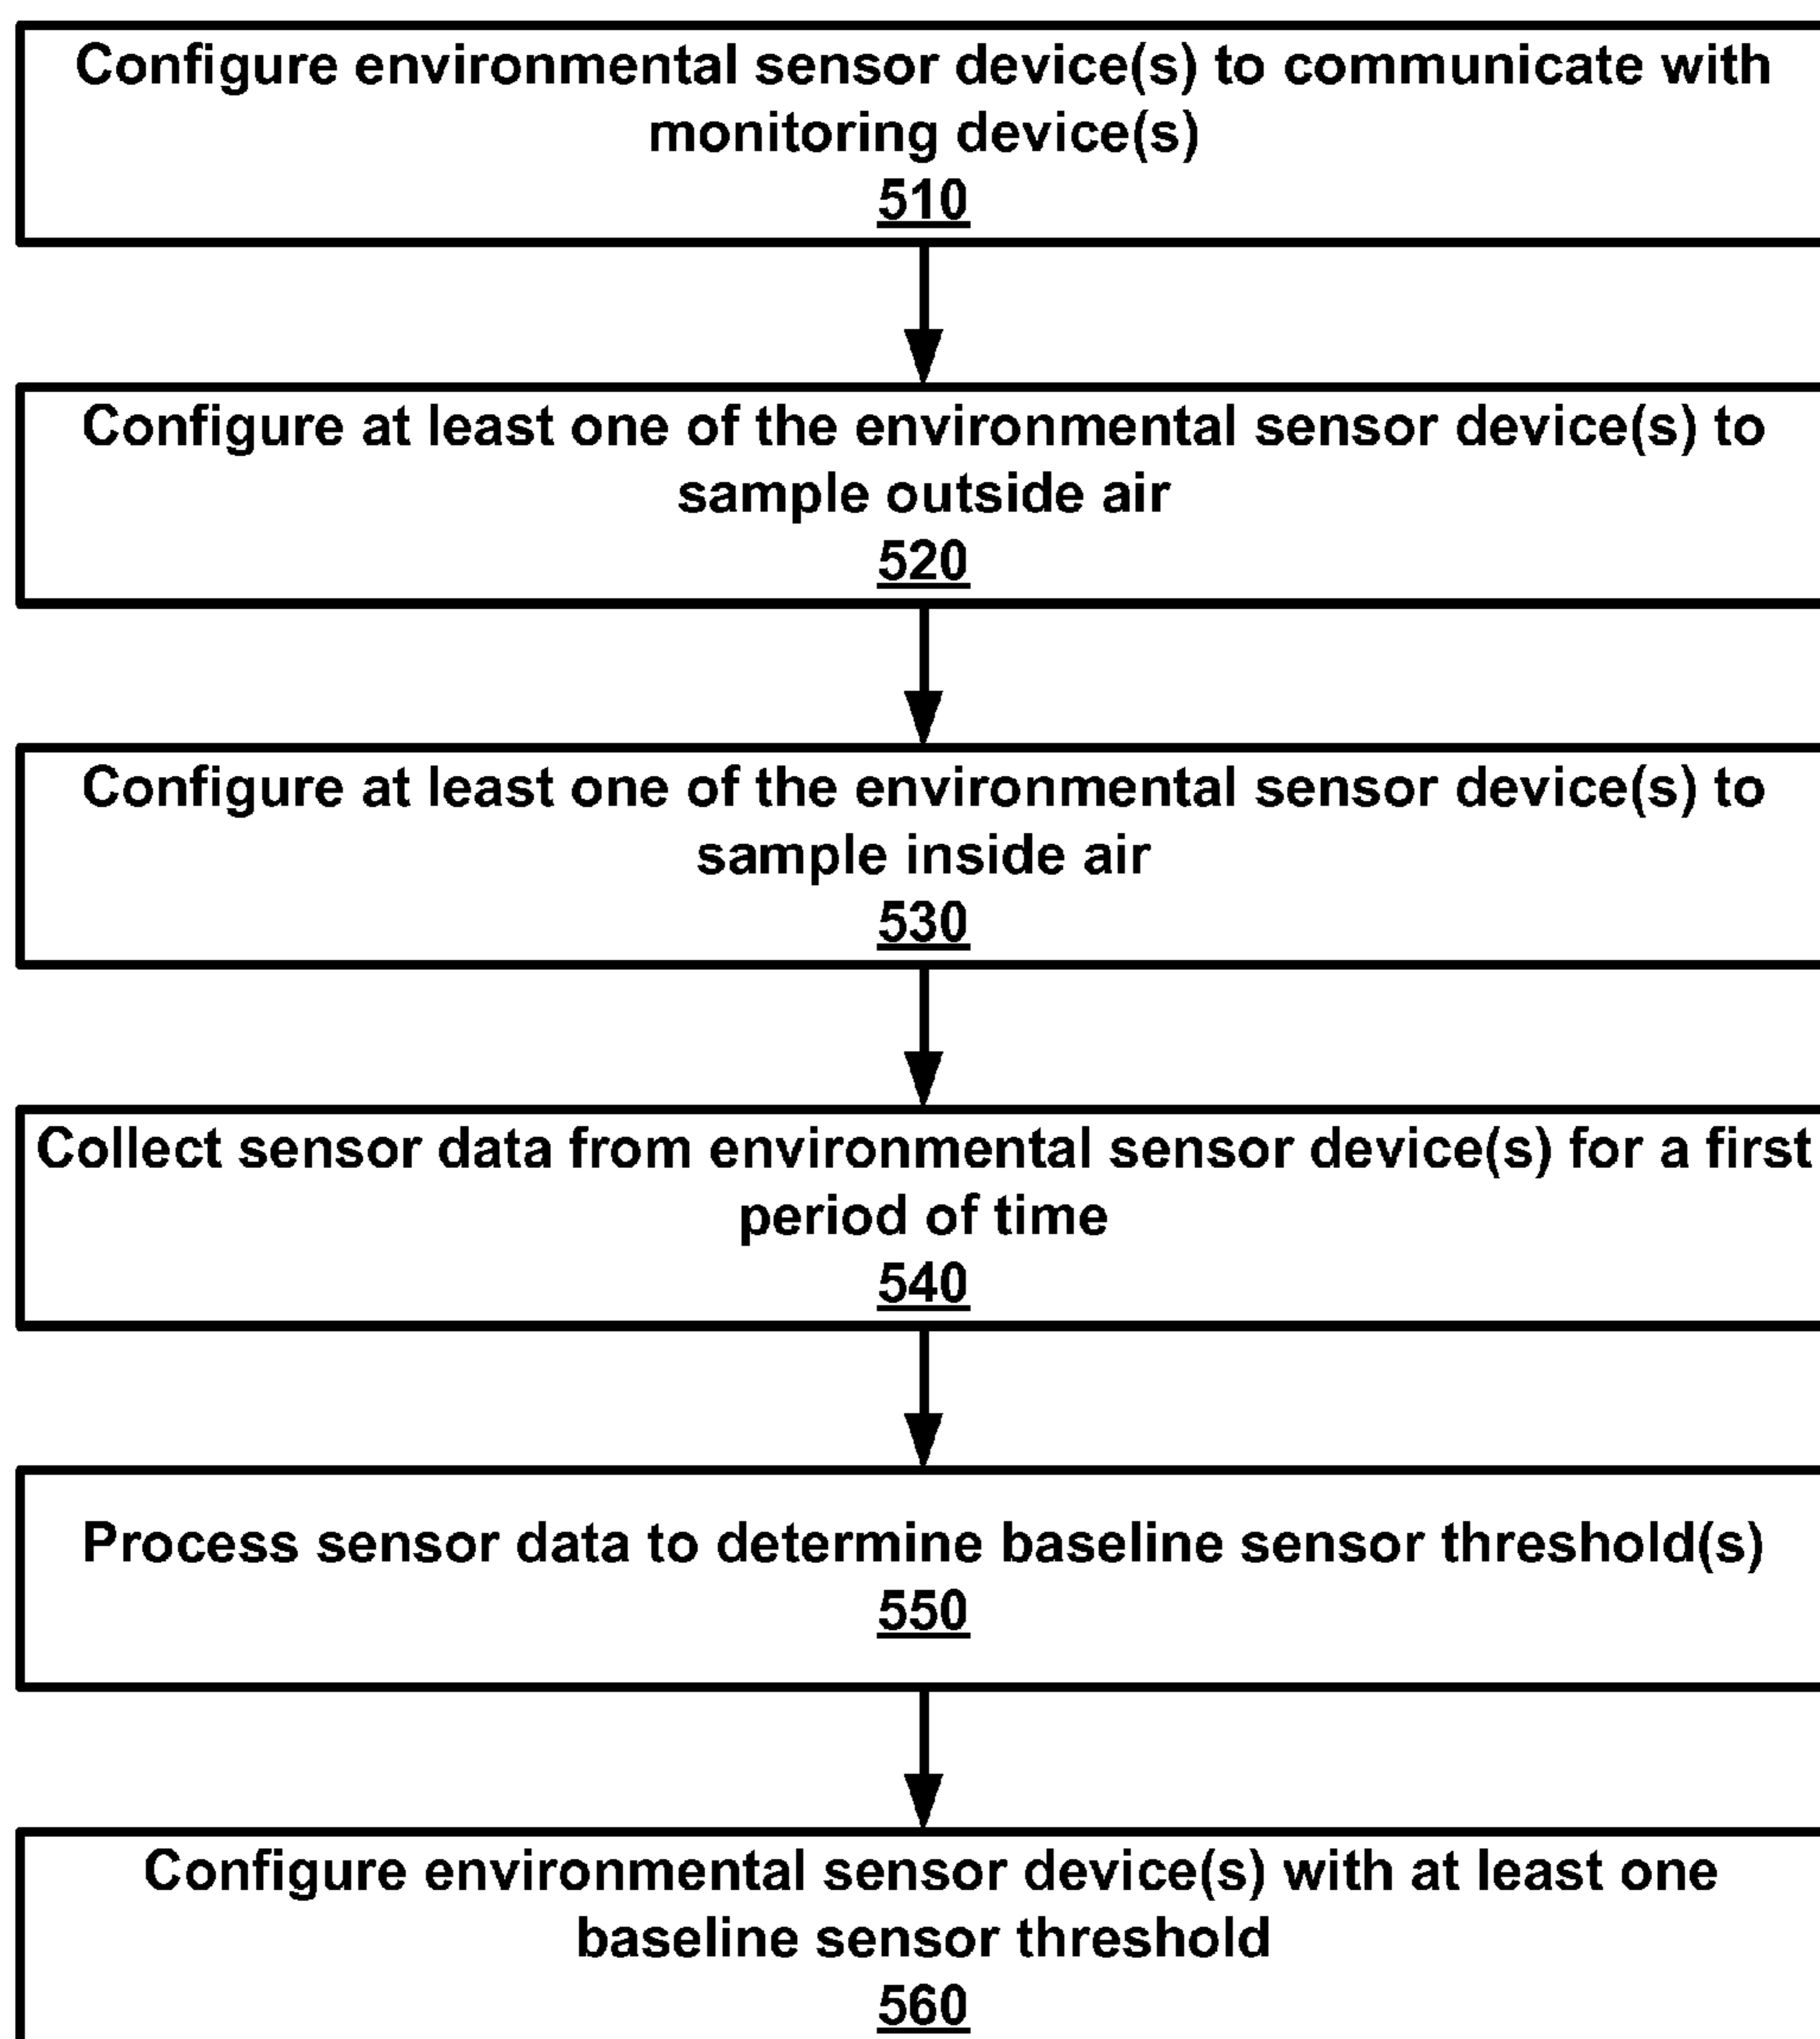 Configure environmental sensor device(s) to communicate with
monitoring device(s)
510
Configure at least one of the environmental sensor device(s) to
sample outside air
520
Configure at least one of the environmental sensor device(s) to
sample inside air
530
Collect sensor data from environmental sensor device(s) for a first
period of time
540
Process sensor data to determine baseline sensor threshold(s)
550
Configure environmental sensor device(s) with at least one
baseline sensor threshold
560